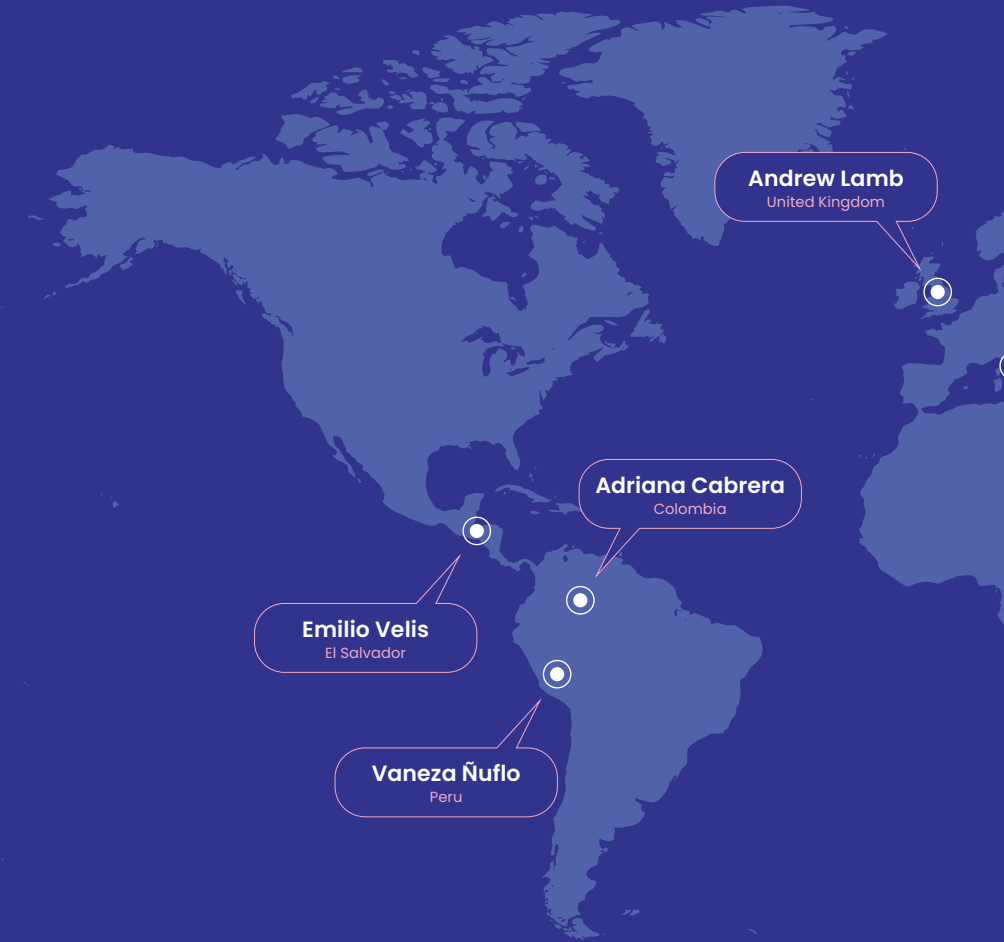 Andrew Lamb
United Kingdom
Adriana Cabrera
Colombia
Emilio Velis
El Salvador
Vaneza Ñuflo
Peru